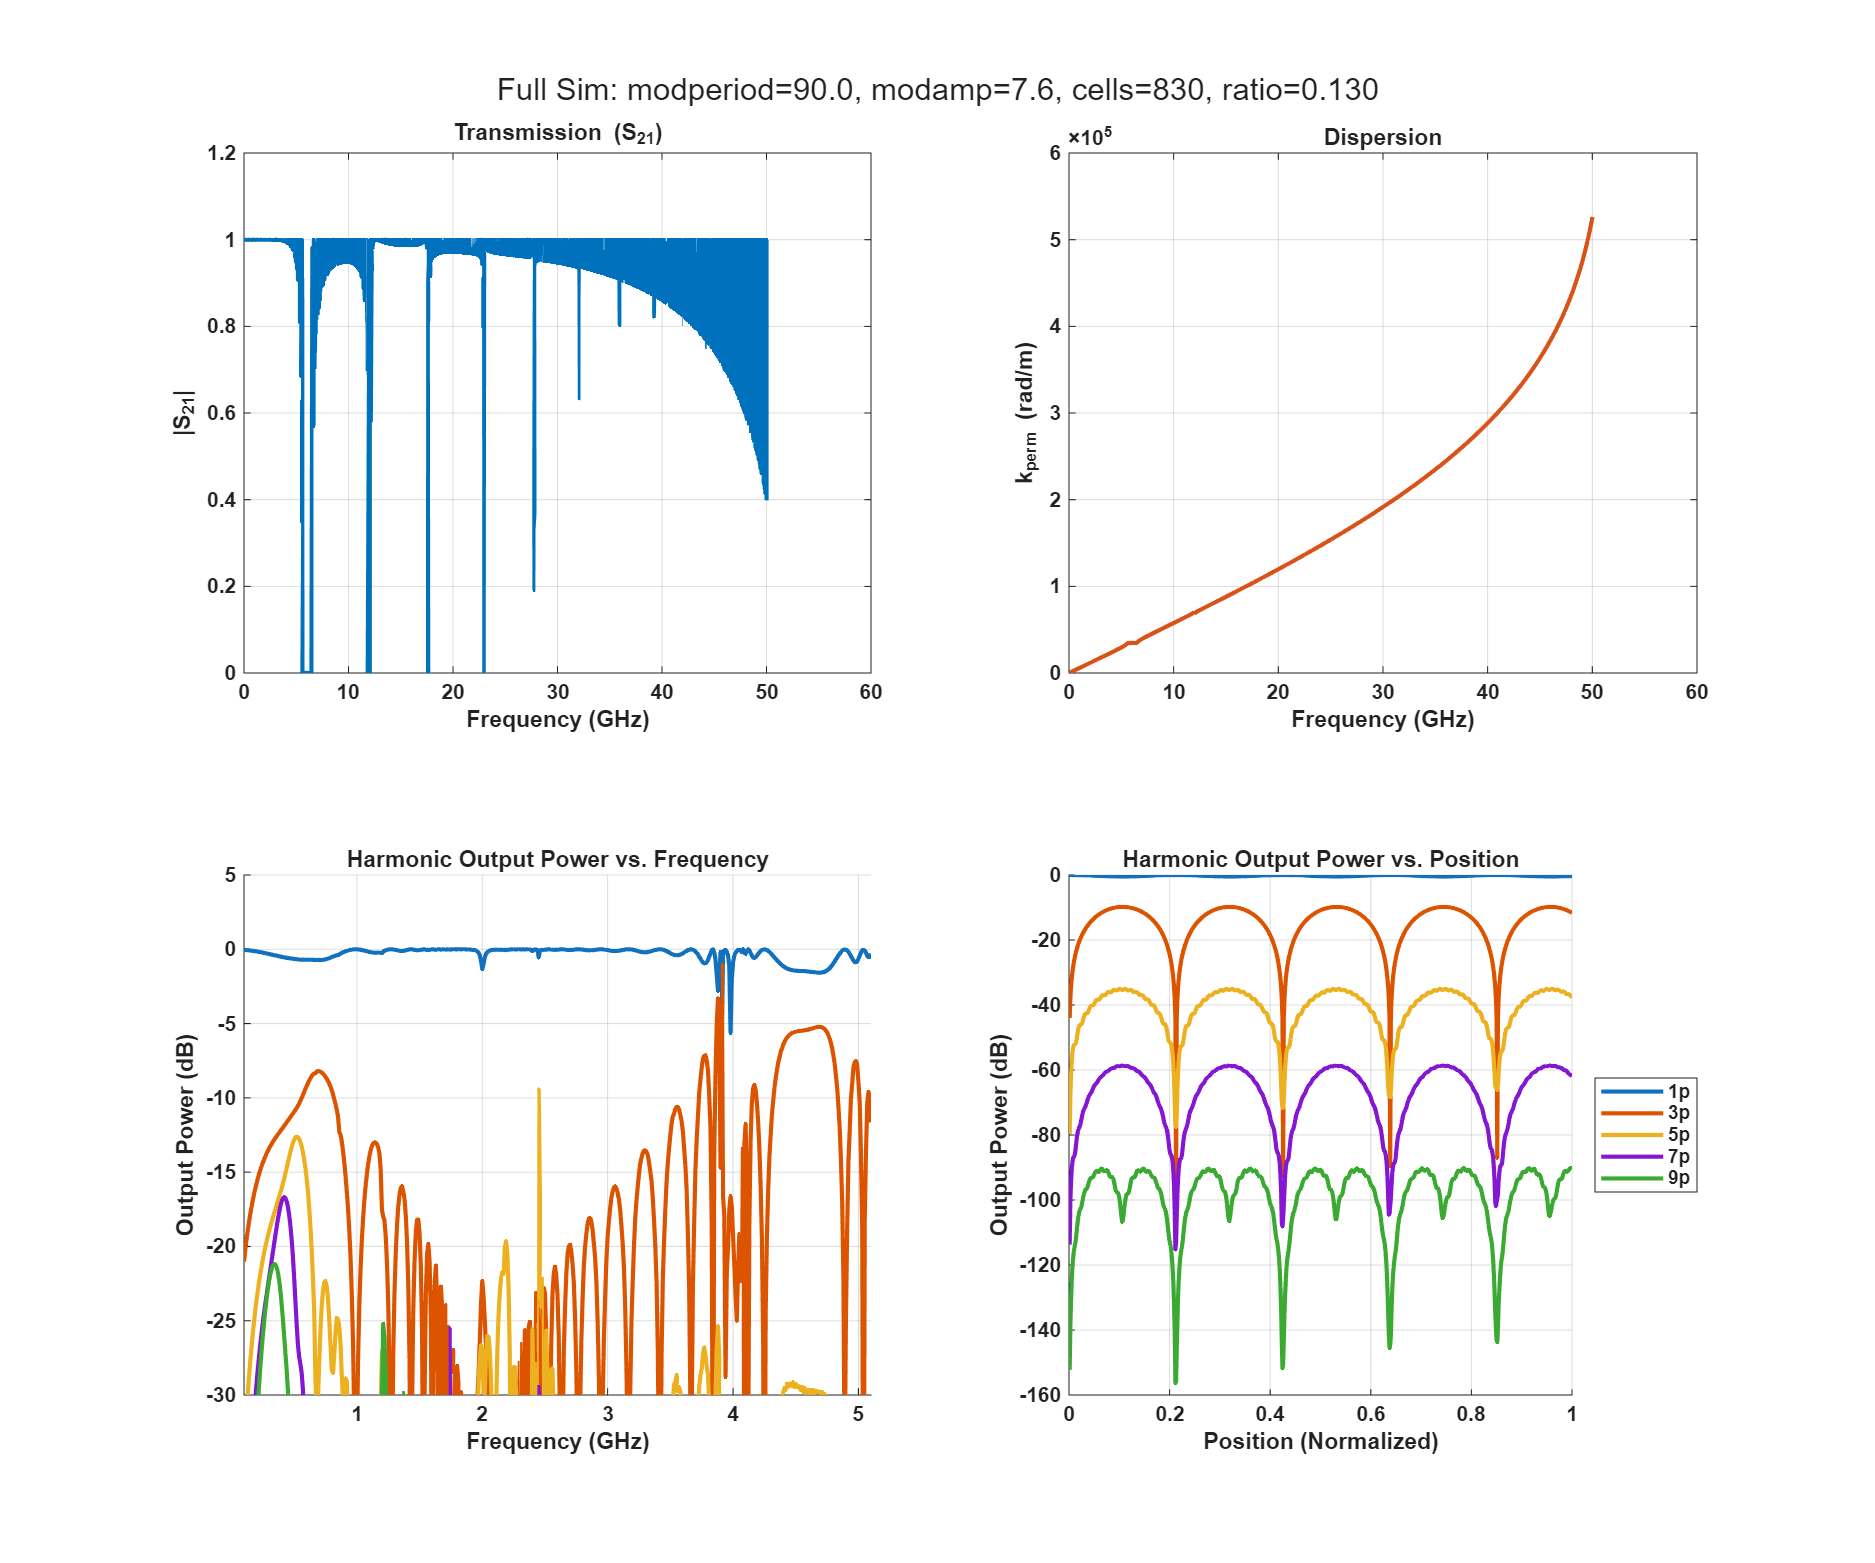 Full Sim: modperiod=90.0, modamp=7.6, cells=830, ratio=0.130
Transmission (S21)
1.2
1
0.8
0.6
0.4
0.2
0
0 10 20 30 40 50 60
|S21|
Frequency (GHz)
×10^5
Dispersion
6
5
4
3
2
1
0
0 10 20 30 40 50 60
kperm (rad/m)
Frequency (GHz)
Harmonic Output Power vs. Frequency
5
0
-5
-10
-15
-20
-25
-30
1 2 3 4 5
Output Power (dB)
Frequency (GHz)
Harmonic Output Power vs. Position
0
-20
-40
-60
-80
-100
-120
-140
-160
0 0.2 0.4 0.6 0.8 1
Output Power (dB)
Position (Normalized)
1p
3p
5p
7p
9p